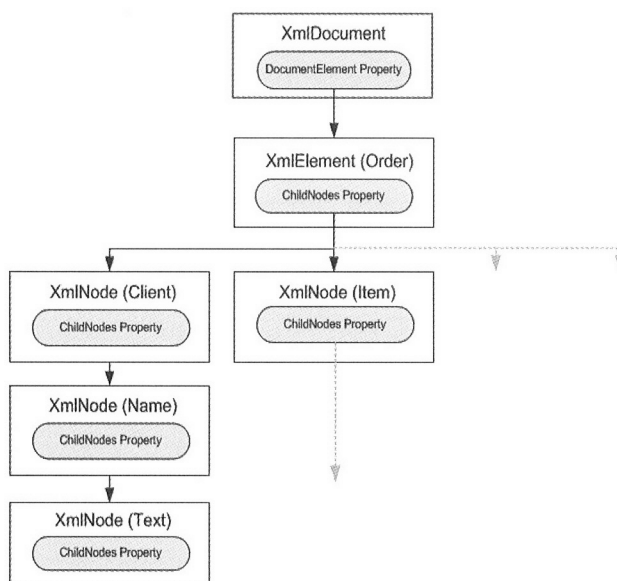 XmlDocument
DocumentElement Property
XmlElement (Order)
ChildNodes Property
XmlNode (Client)
ChildNodes Property
XmlNode (Item)
ChildNodes Property
XmlNode (Name)
ChildNodes Property
XmlNode (Text)
ChildNodes Property